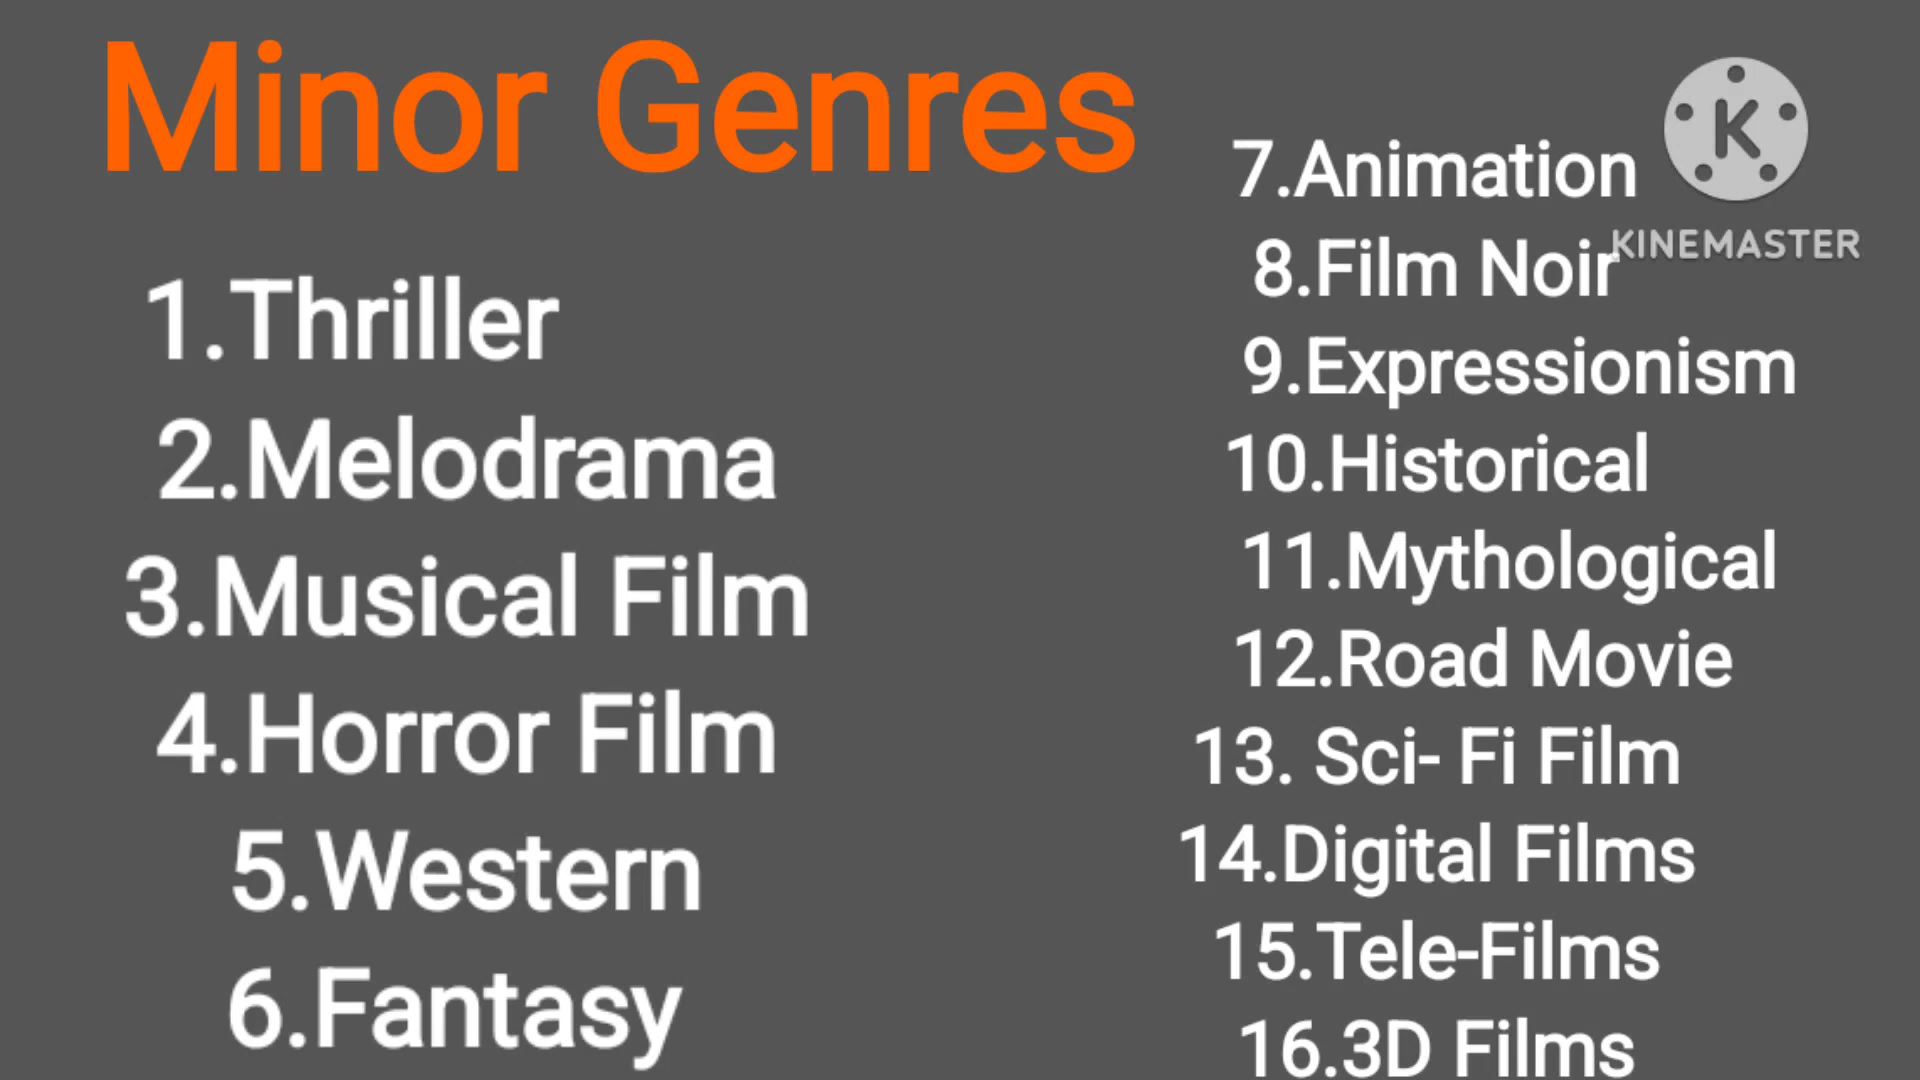 Minor Genres
1.Thriller
2.Melodrama
3.Musical Film
4.Horror Film
5.Western
6.Fantasy
7.Animation
8.Film Noir
9.Expressionism
10.Historical
11.Mythological
12.Road Movie
13. Sci- Fi Film
14.Digital Films
15.Tele-Films
16.3D Films
K
KINEMASTER